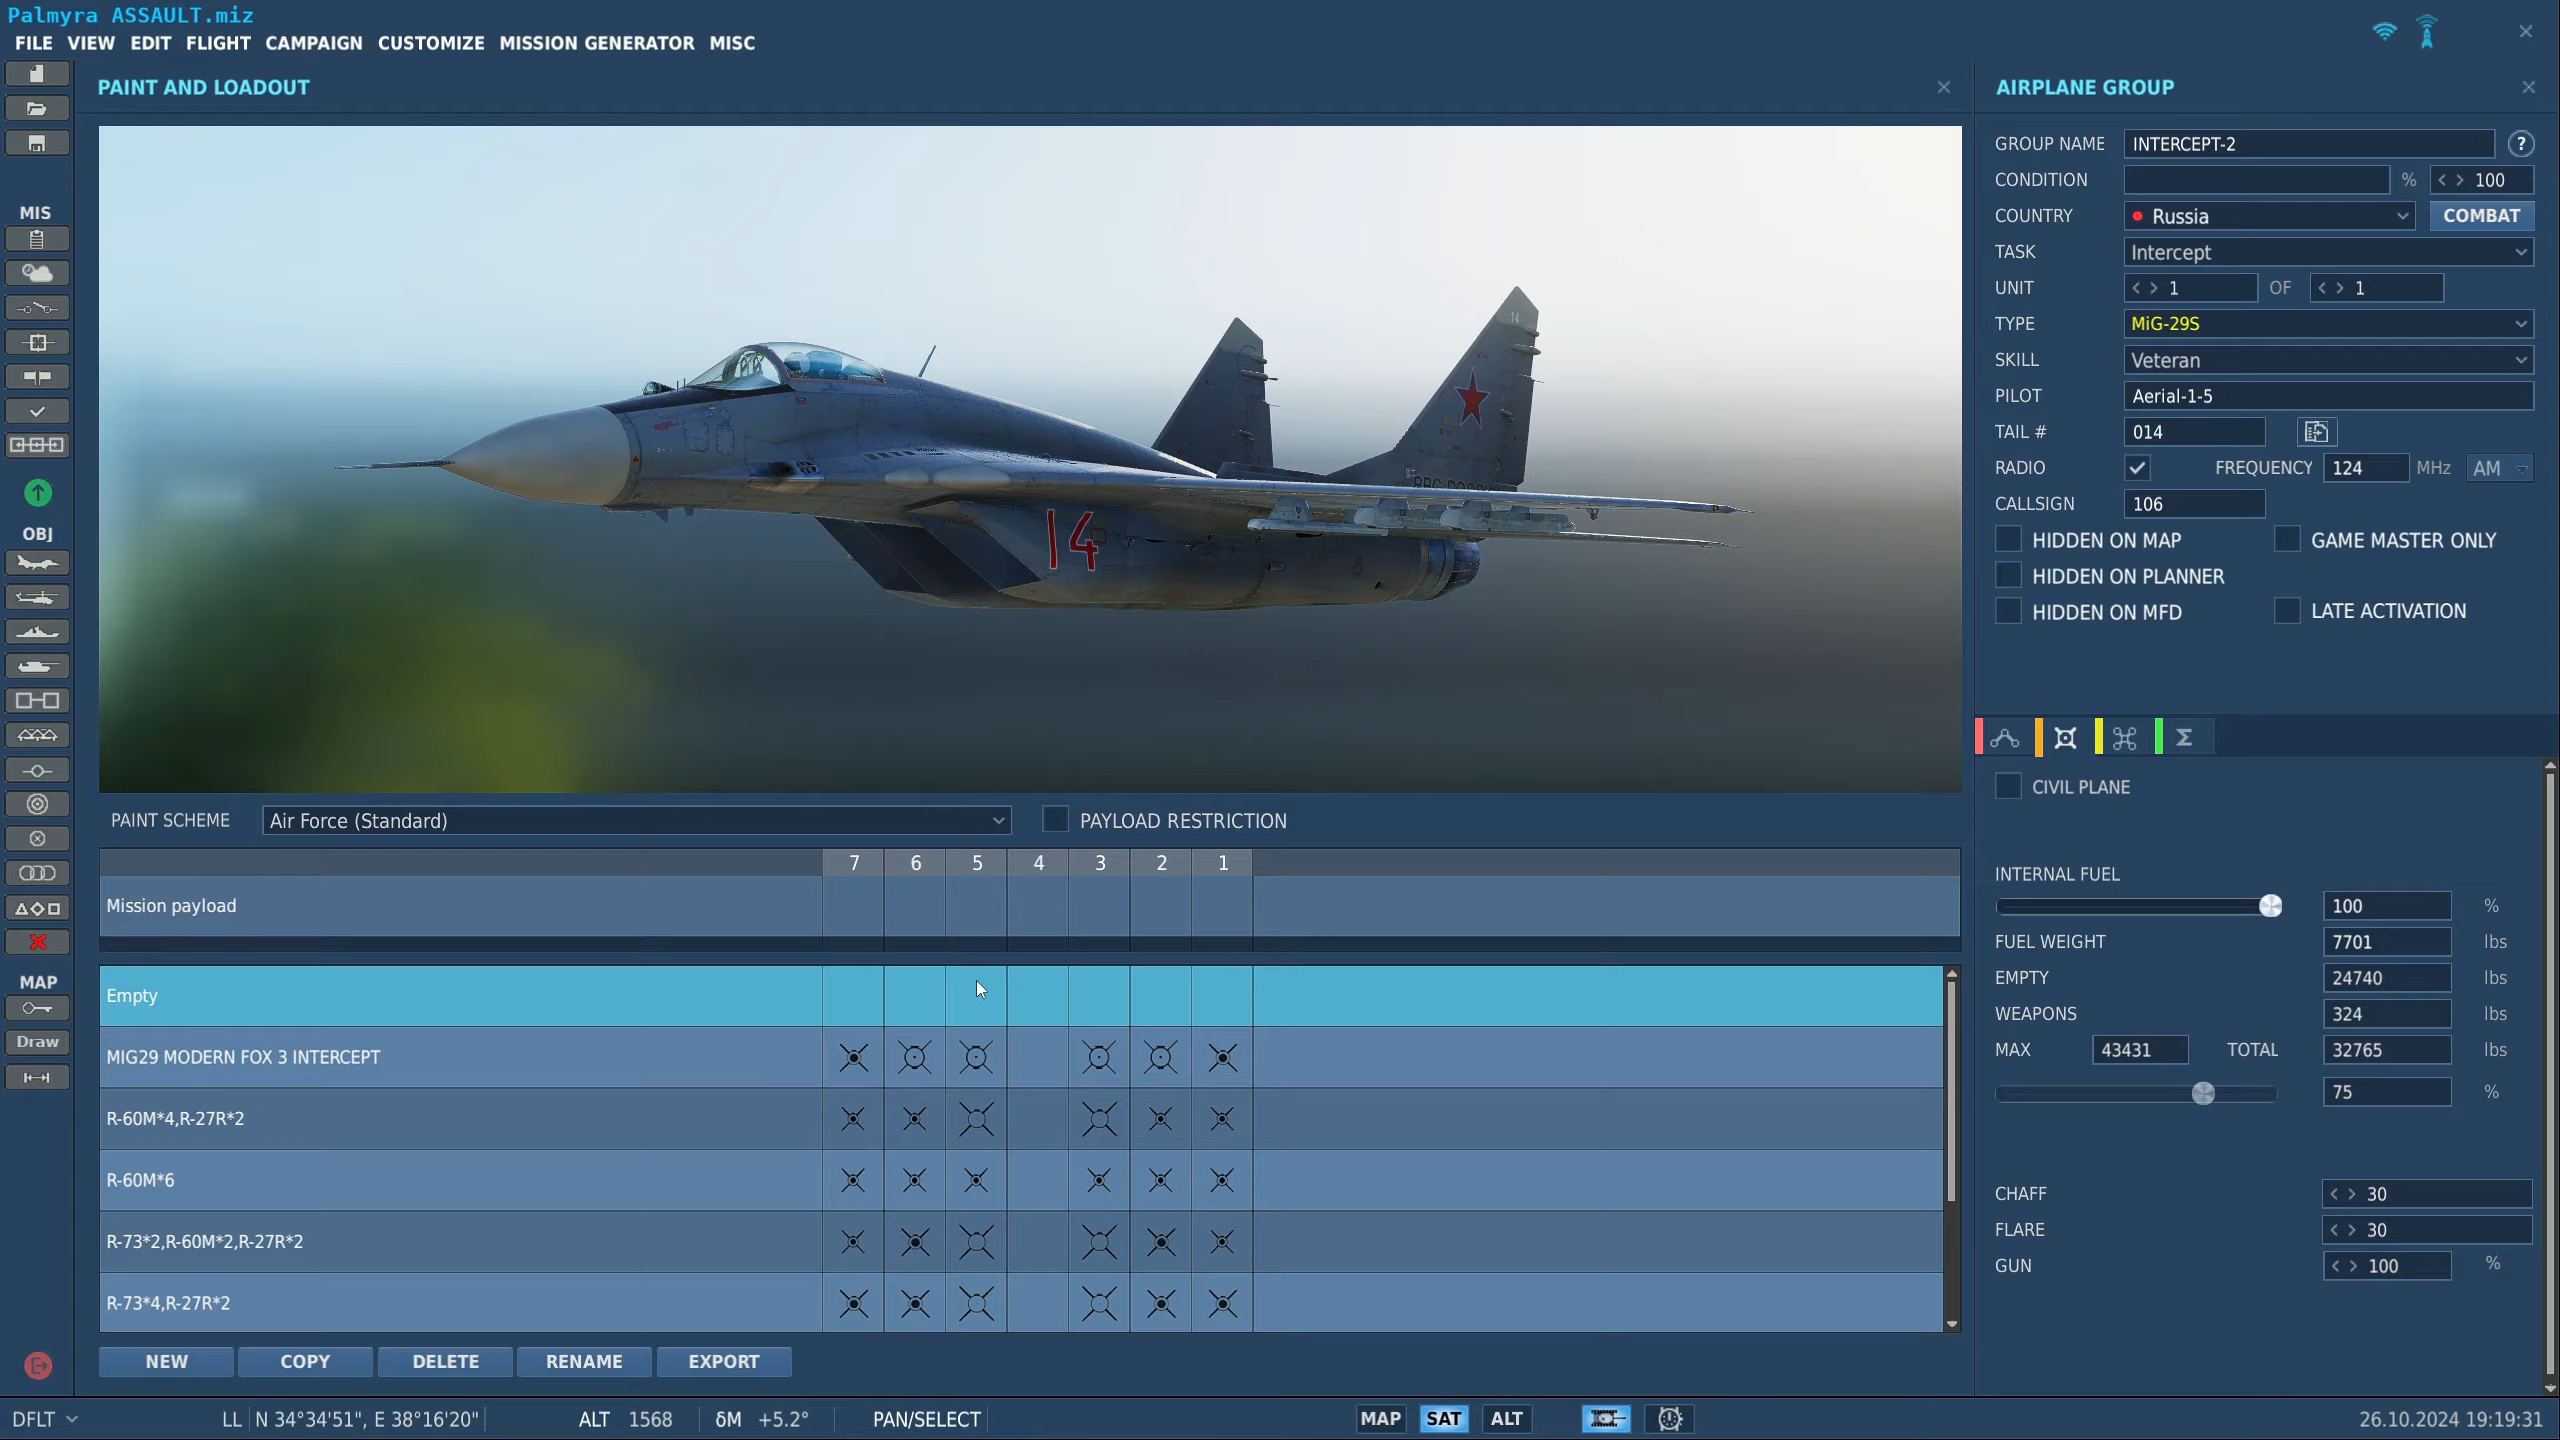 Palmyra ASSAULT.miz
FILE VIEW EDIT FLIGHT CAMPAIGN CUSTOMIZE MISSION GENERATOR MISC
PAINT AND LOADOUT
14
14
PAINT SCHEME Air Force (Standard) PAYLOAD RESTRICTION
7 6 5 4 3 2 1
Mission payload
Empty
MIG29 MODERN FOX 3 INTERCEPT
R-60M*4,R-27R*2
R-60M*6
R-73*2,R-60M*2,R-27R*2
R-73*4,R-27R*2
NEW COPY DELETE RENAME EXPORT
MIS
OBJ
MAP
Draw
AIRPLANE GROUP
GROUP NAME INTERCEPT-2 ?
CONDITION % < > 100
COUNTRY Russia COMBAT
TASK Intercept
UNIT < > 1 OF < > 1
TYPE MiG-29S
SKILL Veteran
PILOT Aerial-1-5
TAIL # 014
RADIO FREQUENCY 124 MHz AM
CALLSIGN 106
HIDDEN ON MAP GAME MASTER ONLY
HIDDEN ON PLANNER
HIDDEN ON MFD LATE ACTIVATION
Σ
CIVIL PLANE
INTERNAL FUEL
100 %
FUEL WEIGHT 7701 lbs
EMPTY 24740 lbs
WEAPONS 324 lbs
MAX 43431 TOTAL 32765 lbs
75 %
CHAFF < > 30
FLARE < > 30
GUN < > 100 %
DFLT LL N 34°34'51", E 38°16'20" ALT 1568 δM +5.2° PAN/SELECT MAP SAT ALT 26.10.2024 19:19:31